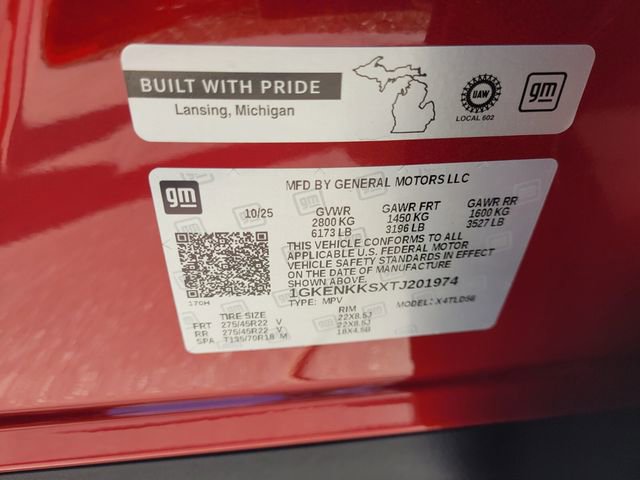 BUILT WITH PRIDE
Lansing, Michigan
UAW
LOCAL 602
gm
gm
MFD BY GENERAL MOTORS LLC
10/25 GVWR GAWR FRT GAWR RR
2800 KG 1450 KG 1600 KG
6173 LB 3196 LB 3527 LB
THIS VEHICLE CONFORMS TO ALL
APPLICABLE U.S. FEDERAL MOTOR
VEHICLE SAFETY STANDARDS IN EFFECT
ON THE DATE OF MANUFACTURE
SHOWN ABOVE.
1GKENKKSXTJ201974
170H TYPE: MPV MODEL: X4TLD56
TIRE SIZE RIM
FRT 275/45R22 V 22X8.5J
RR 275/45R22 V 22X8.5J
SPA T135/70R18 M 18X4.5B